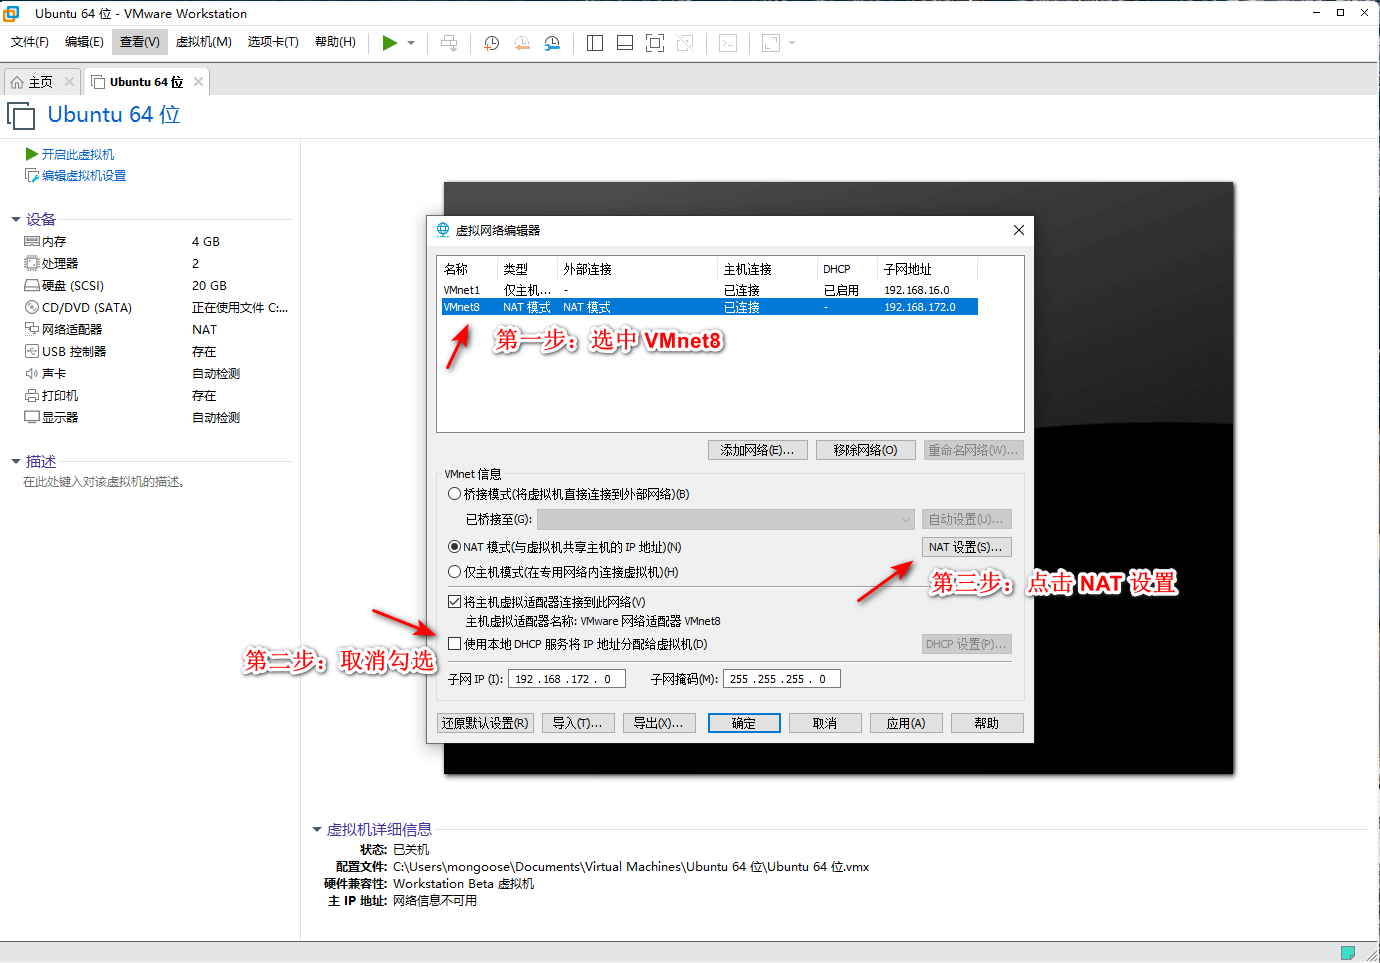 Ubuntu 64 位 - VMware Workstation
文件(F) 编辑(E) 查看(V) 虚拟机(M) 选项卡(T) 帮助(H)
主页 Ubuntu 64 位
Ubuntu 64 位
开启此虚拟机
编辑虚拟机设置
设备
内存 4 GB
处理器 2
硬盘 (SCSI) 20 GB
CD/DVD (SATA) 正在使用文件 C:...
网络适配器 NAT
USB 控制器 存在
声卡 自动检测
打印机 存在
显示器 自动检测
描述
在此处键入对该虚拟机的描述。
虚拟网络编辑器
名称 类型 外部连接 主机连接 DHCP 子网地址
VMnet1 仅主机... - 已连接 已启用 192.168.16.0
VMnet8 NAT 模式 NAT 模式 已连接 - 192.168.172.0
第一步：选中 VMnet8
添加网络(E)... 移除网络(O) 重命名网络(W)...
VMnet 信息
桥接模式(将虚拟机直接连接到外部网络)(B)
已桥接至(G): 自动设置(U)...
NAT 模式(与虚拟机共享主机的 IP 地址)(N) NAT 设置(S)...
仅主机模式(在专用网络内连接虚拟机)(H)
第三步：点击 NAT 设置
将主机虚拟适配器连接到此网络(V)
主机虚拟适配器名称: VMware 网络适配器 VMnet8
使用本地 DHCP 服务将 IP 地址分配给虚拟机(D) DHCP 设置(P)...
第二步：取消勾选
子网 IP (I): 192 . 168 . 172 . 0 子网掩码(M): 255 . 255 . 255 . 0
还原默认设置(R) 导入(T)... 导出(X)... 确定 取消 应用(A) 帮助
虚拟机详细信息
状态: 已关机
配置文件: C:\Users\mongoose\Documents\Virtual Machines\Ubuntu 64 位\Ubuntu 64 位.vmx
硬件兼容性: Workstation Beta 虚拟机
主 IP 地址: 网络信息不可用